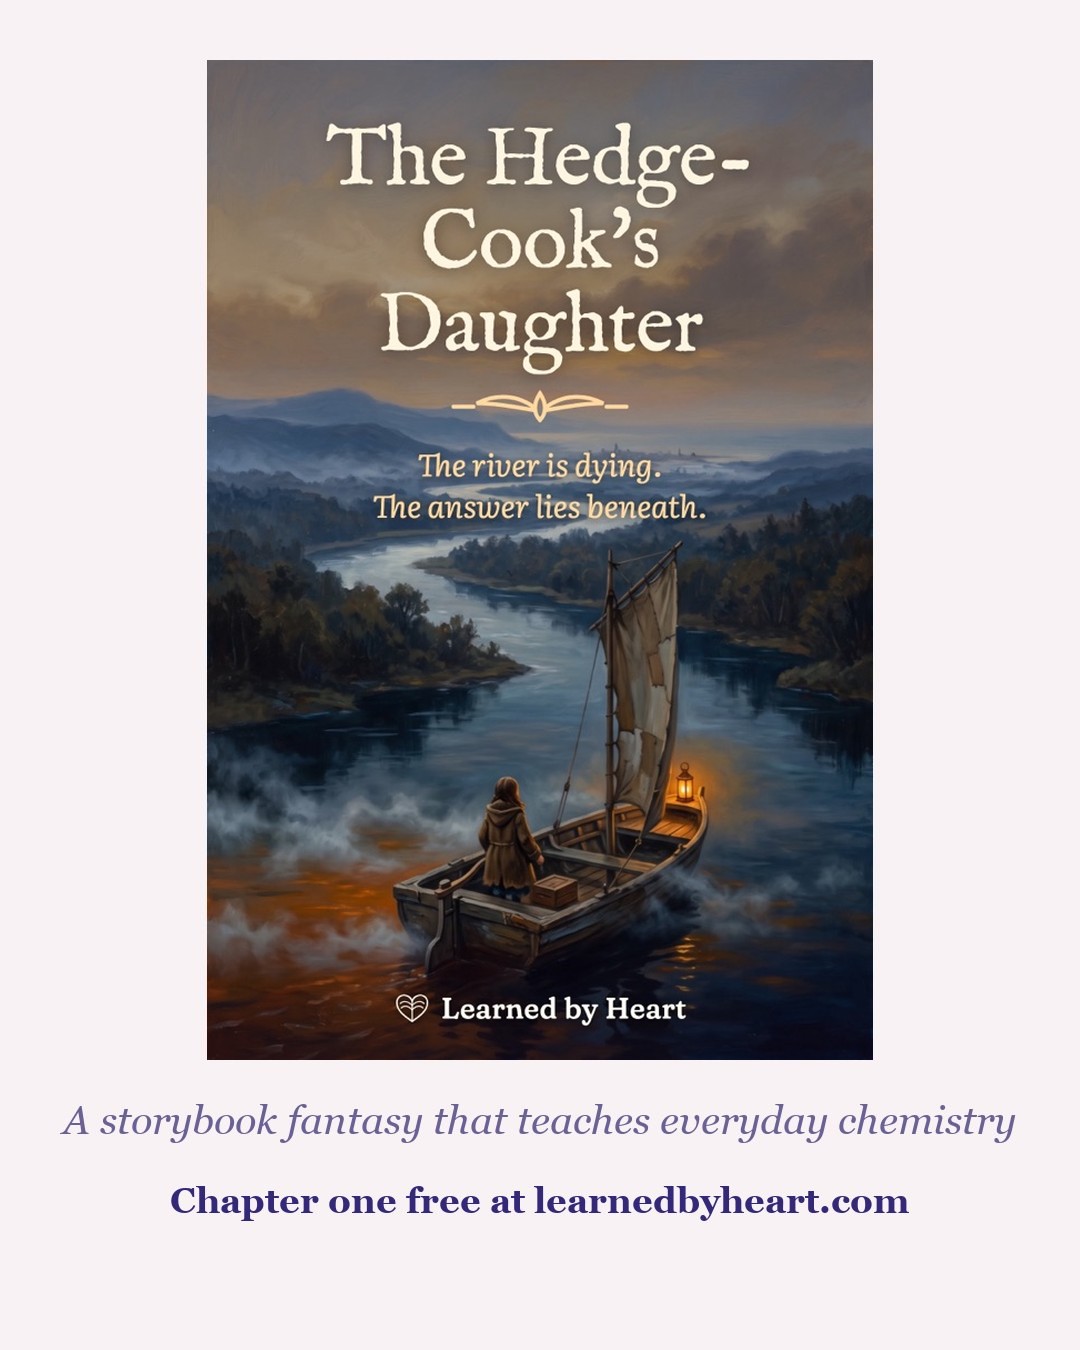 The Hedge-
Cook’s
Daughter
The river is dying.
The answer lies beneath.
Learned by Heart
A storybook fantasy that teaches everyday chemistry
Chapter one free at learnedbyheart.com